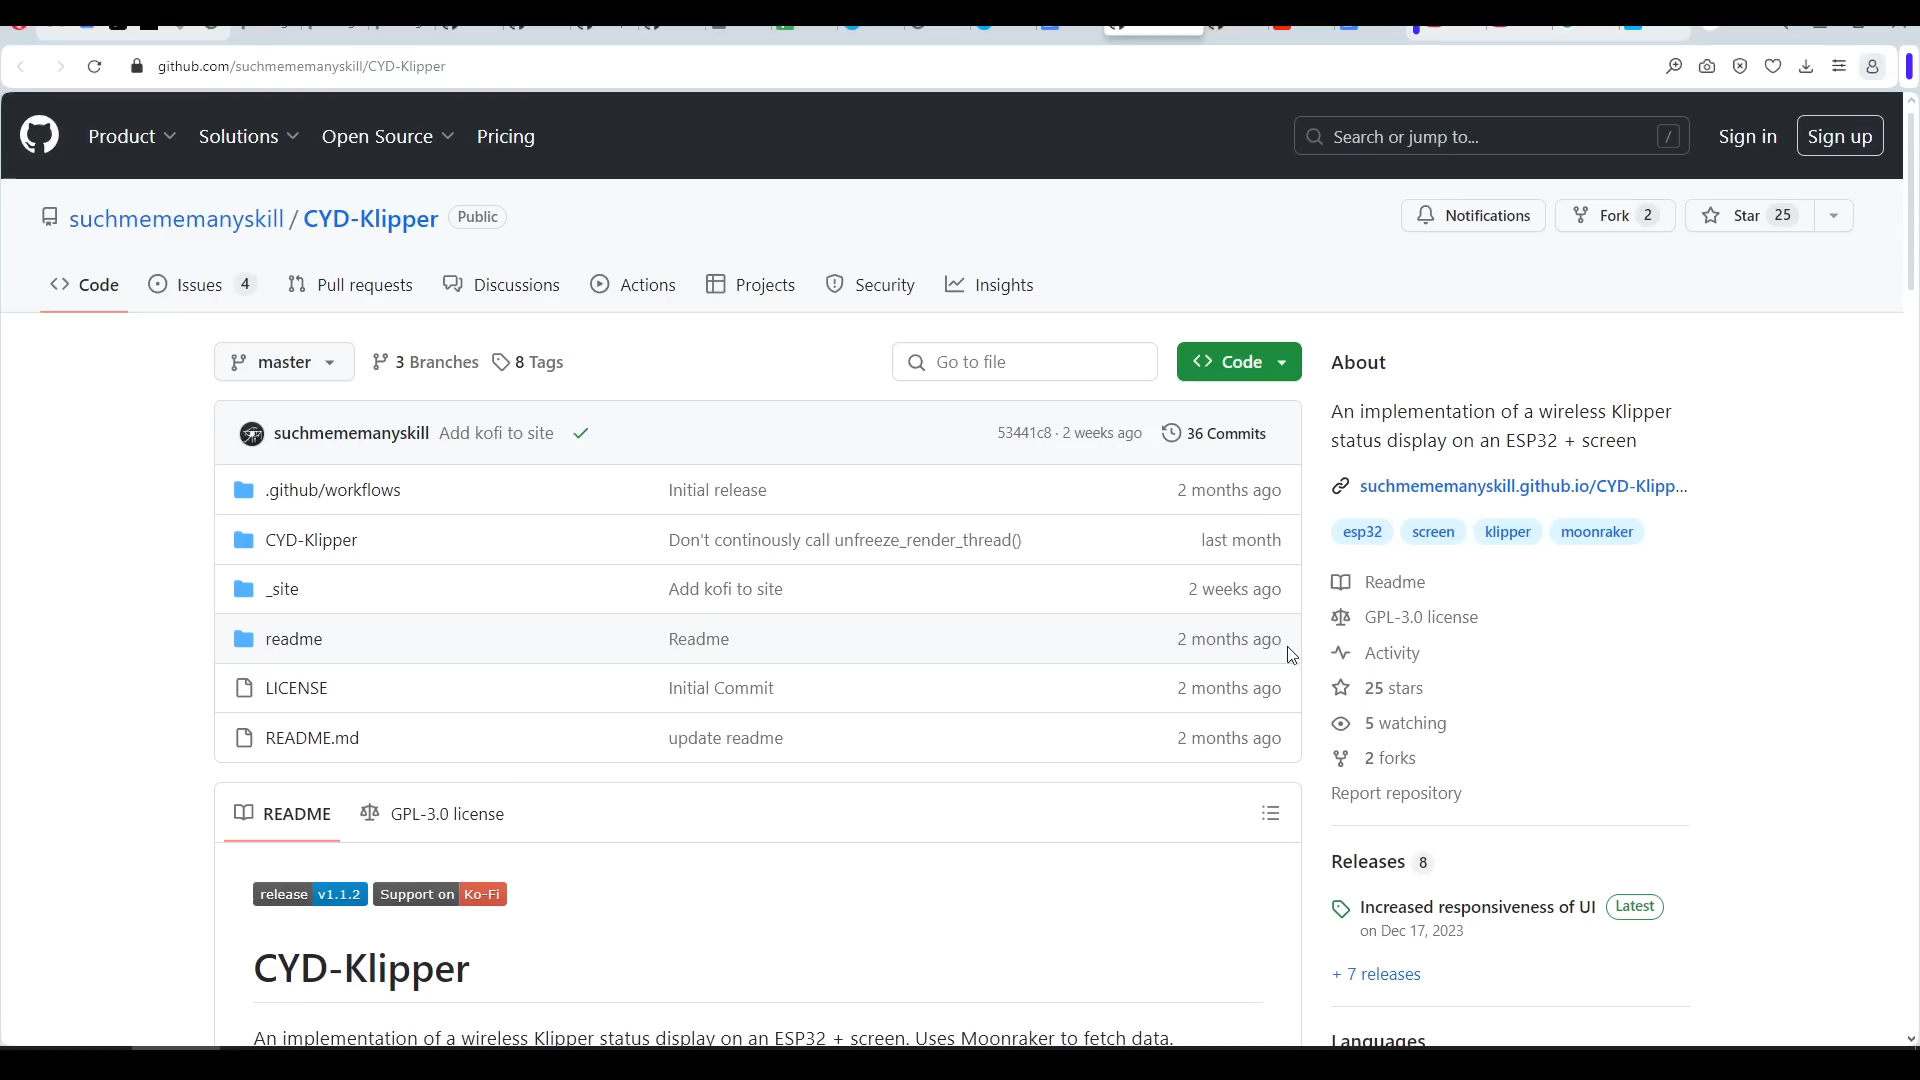 github.com/suchmememanyskill/CYD-Klipper
Product Solutions Open Source Pricing Search or jump to... / Sign in Sign up
suchmememanyskill / CYD-Klipper Public Notifications Fork 2 Star 25
Code Issues 4 Pull requests Discussions Actions Projects Security Insights
master 3 Branches 8 Tags Go to file Code
suchmememanyskill Add kofi to site 53441c8 · 2 weeks ago 36 Commits
.github/workflows Initial release 2 months ago
CYD-Klipper Don't continously call unfreeze_render_thread() last month
_site Add kofi to site 2 weeks ago
readme Readme 2 months ago
LICENSE Initial Commit 2 months ago
README.md update readme 2 months ago
README GPL-3.0 license
release v1.1.2 Support on Ko-Fi
CYD-Klipper
An implementation of a wireless Klipper status display on an ESP32 + screen. Uses Moonraker to fetch data.
About
An implementation of a wireless Klipper
status display on an ESP32 + screen
suchmememanyskill.github.io/CYD-Klipp...
esp32 screen klipper moonraker
Readme
GPL-3.0 license
Activity
25 stars
5 watching
2 forks
Report repository
Releases 8
Increased responsiveness of UI Latest
on Dec 17, 2023
+ 7 releases
Languages